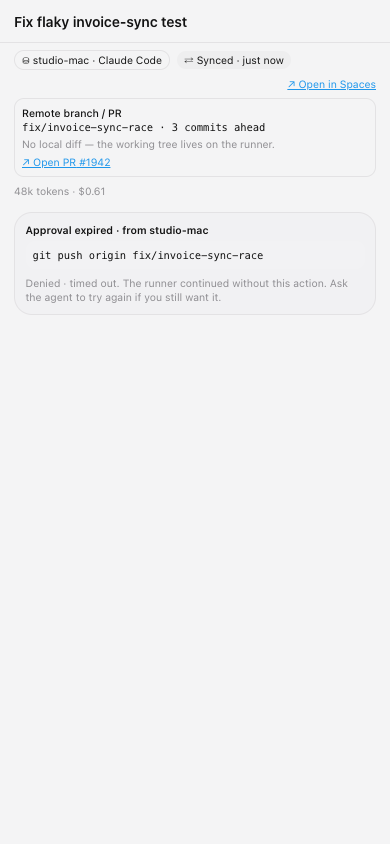 Fix flaky invoice-sync test
studio-mac · Claude Code
⇄ Synced · just now
↗ Open in Spaces
Remote branch / PR
fix/invoice-sync-race · 3 commits ahead
No local diff — the working tree lives on the runner.
↗ Open PR #1942
48k tokens · $0.61
Approval expired · from studio-mac
git push origin fix/invoice-sync-race
Denied · timed out. The runner continued without this action. Ask
the agent to try again if you still want it.